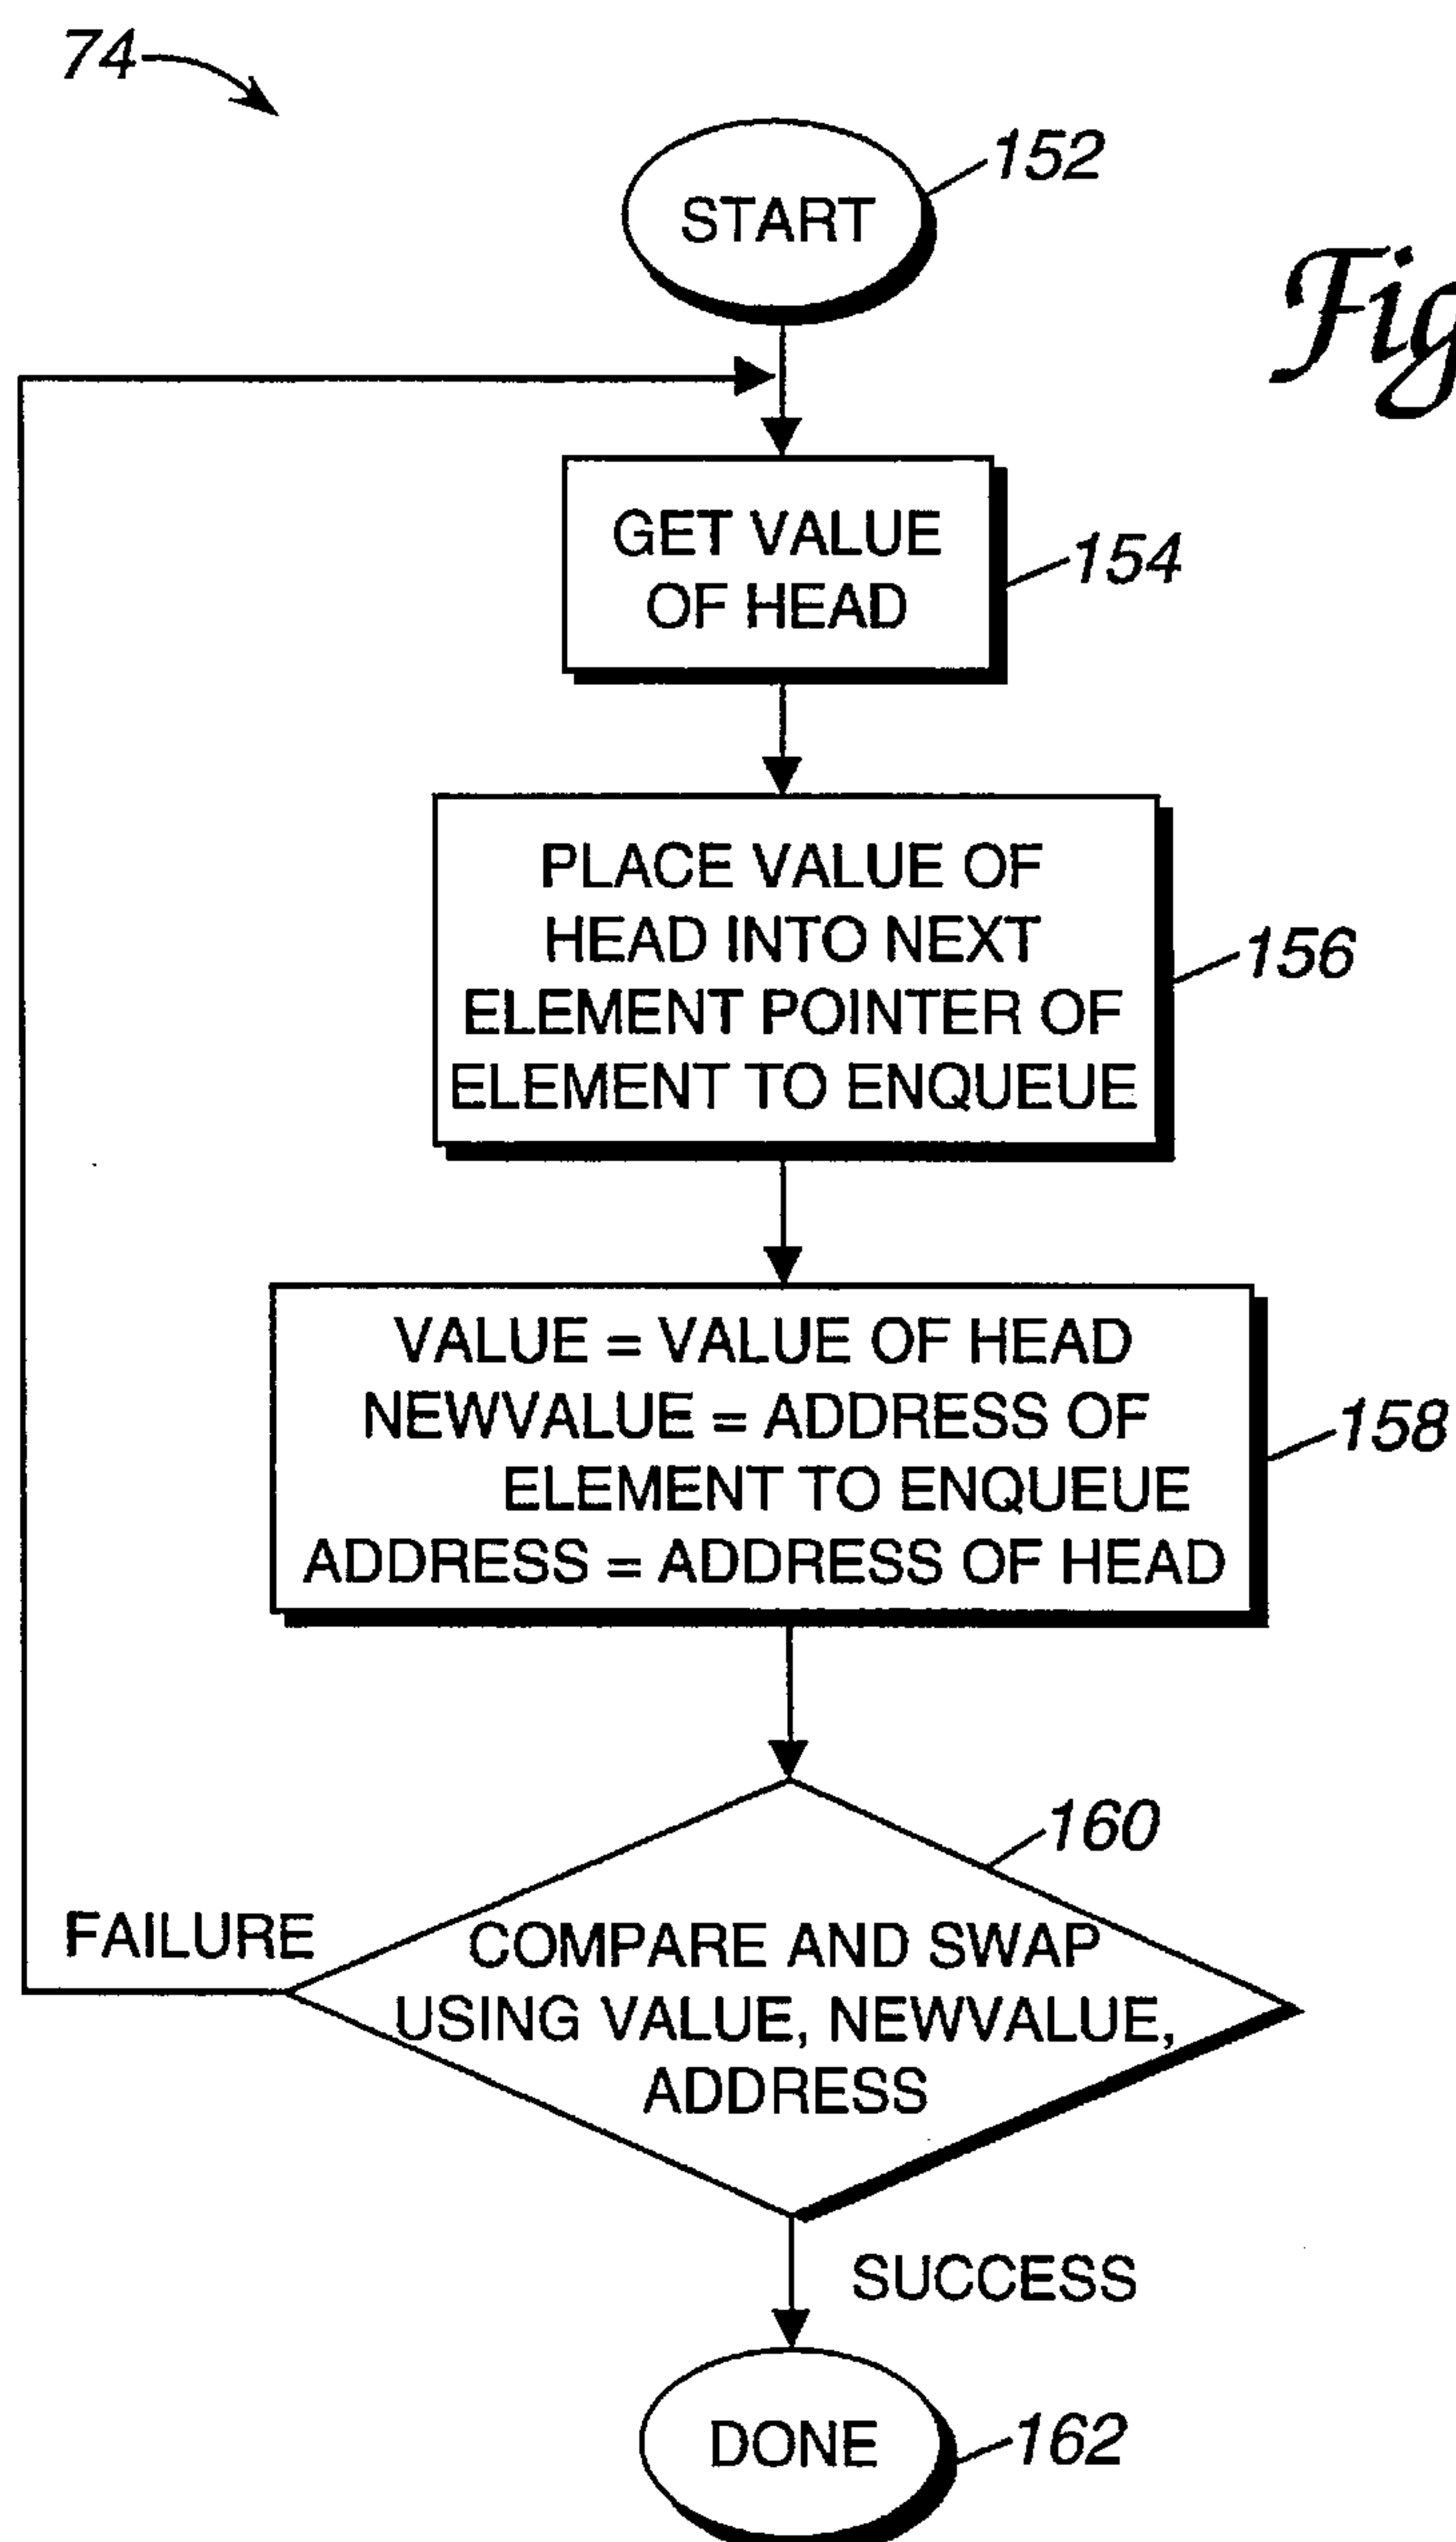 74
START
152
Fig
GET VALUE
OF HEAD
154
PLACE VALUE OF
HEAD INTO NEXT
ELEMENT POINTER OF
ELEMENT TO ENQUEUE
156
VALUE = VALUE OF HEAD
NEWVALUE = ADDRESS OF
ELEMENT TO ENQUEUE
ADDRESS = ADDRESS OF HEAD
158
160
FAILURE
COMPARE AND SWAP
USING VALUE, NEWVALUE,
ADDRESS
SUCCESS
DONE
162